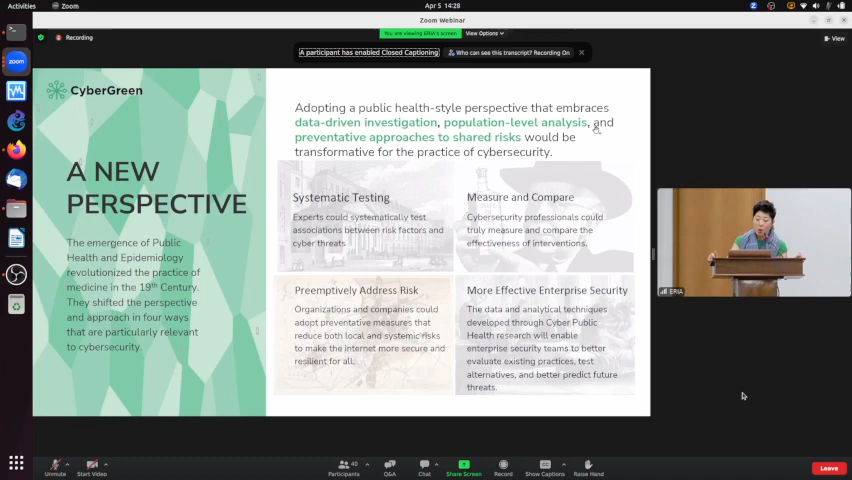 Activities
Zoom
Apr 5 14:28
Zoom Webinar
Recording
You are viewing ERIA's screen
View Options
View
A participant has enabled Closed Captioning
Who can see this transcript? Recording On
zoom
CyberGreen
A NEW
PERSPECTIVE
The emergence of Public
Health and Epidemiology
revolutionized the practice of
medicine in the 19th Century.
They shifted the perspective
and approach in four ways
that are particularly relevant
to cybersecurity.
Adopting a public health-style perspective that embraces
data-driven investigation, population-level analysis, and
preventative approaches to shared risks would be
transformative for the practice of cybersecurity.
Systematic Testing
Experts could systematically test
associations between risk factors and
cyber threats.
Measure and Compare
Cybersecurity professionals could
truly measure and compare the
effectiveness of interventions.
Preemptively Address Risk
Organizations and companies could
adopt preventative measures that
reduce both local and systemic risks
to make the internet more secure and
resilient for all.
More Effective Enterprise Security
The data and analytical techniques
developed through Cyber Public
Health research will enable
enterprise security teams to better
evaluate existing practices, test
alternatives, and better predict future
threats.
ERIA
Unmute
Start Video
40
Participants
Q&A
Chat
Share Screen
Record
Show Captions
Raise Hand
Leave